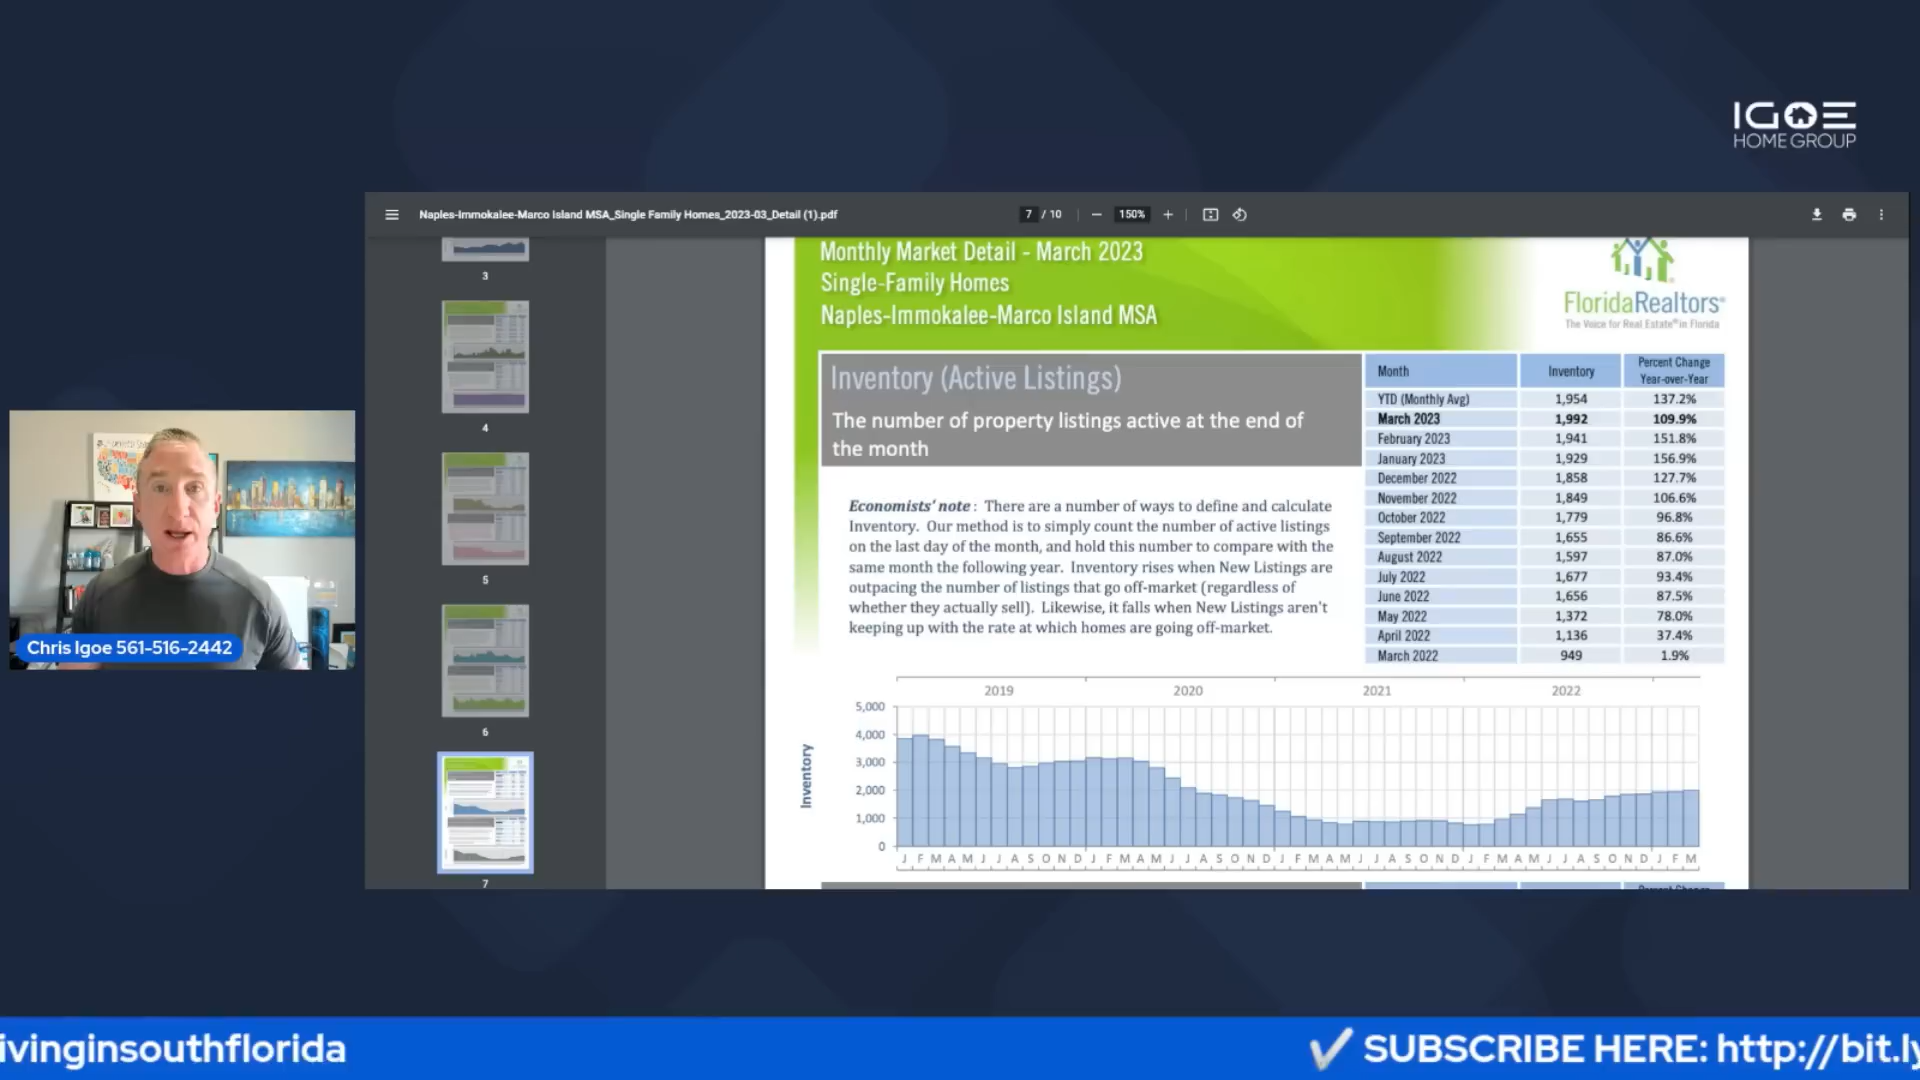 IGOE
HOME GROUP
Naples-Immokalee-Marco Island MSA_Single Family Homes_2023-03_Detail (1).pdf
7 / 10
150%
3
4
5
6
7
Monthly Market Detail - March 2023
Single-Family Homes
Naples-Immokalee-Marco Island MSA
FloridaRealtors®
The Voice for Real Estate® in Florida
Inventory (Active Listings)
The number of property listings active at the end of
the month
Economists' note : There are a number of ways to define and calculate
Inventory. Our method is to simply count the number of active listings
on the last day of the month, and hold this number to compare with the
same month the following year. Inventory rises when New Listings are
outpacing the number of listings that go off-market (regardless of
whether they actually sell). Likewise, it falls when New Listings aren't
keeping up with the rate at which homes are going off-market.
Month Inventory Percent Change
Year-over-Year
YTD (Monthly Avg) 1,954 137.2%
March 2023 1,992 109.9%
February 2023 1,941 151.8%
January 2023 1,929 156.9%
December 2022 1,858 127.7%
November 2022 1,849 106.6%
October 2022 1,779 96.8%
September 2022 1,655 86.6%
August 2022 1,597 87.0%
July 2022 1,677 93.4%
June 2022 1,656 87.5%
May 2022 1,372 78.0%
April 2022 1,136 37.4%
March 2022 949 1.9%
2019 2020 2021 2022
Inventory
5,000
4,000
3,000
2,000
1,000
0
J F M A M J J A S O N D J F M A M J J A S O N D J F M A M J J A S O N D J F M A M J J A S O N D J F M
Percent Change
Chris Igoe 561-516-2442
ivinginsouthflorida
✓ SUBSCRIBE HERE: http://bit.ly